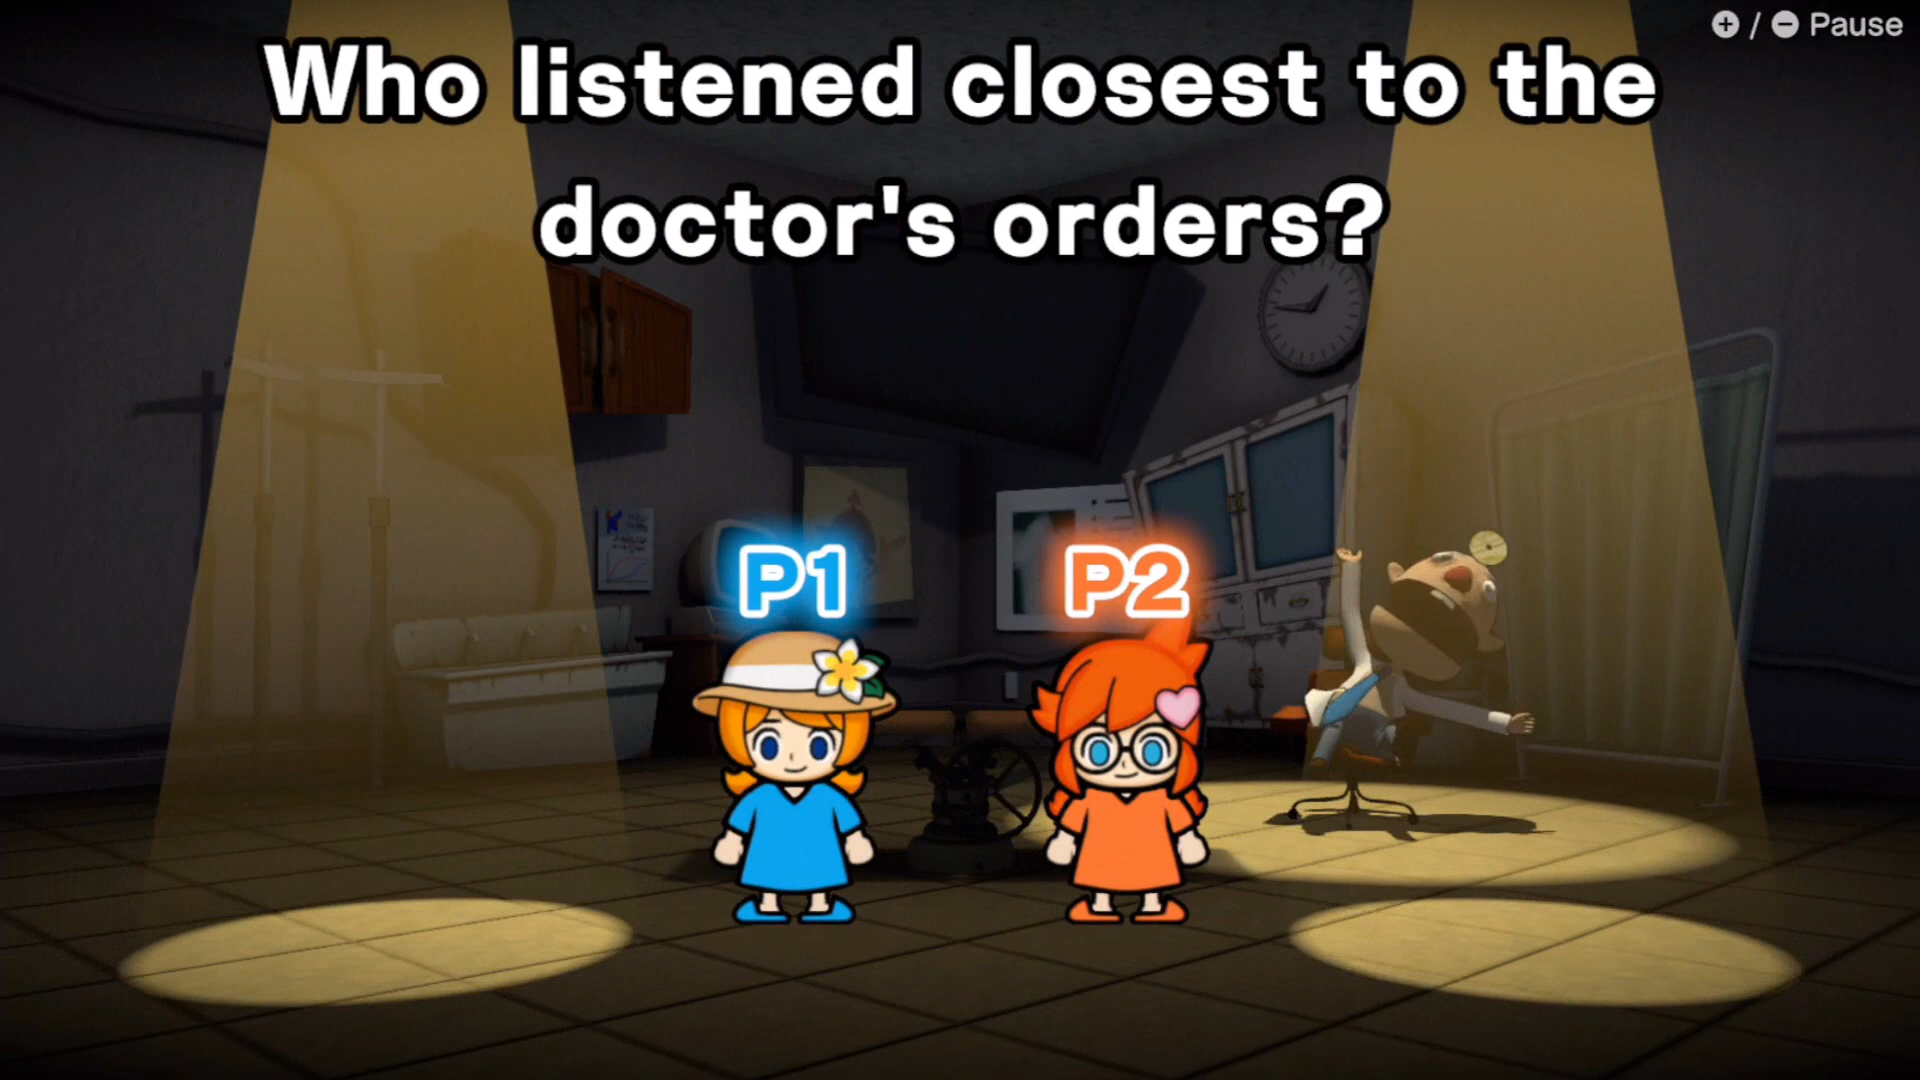 + / - Pause
Who listened closest to the
doctor's orders?
P1
P2